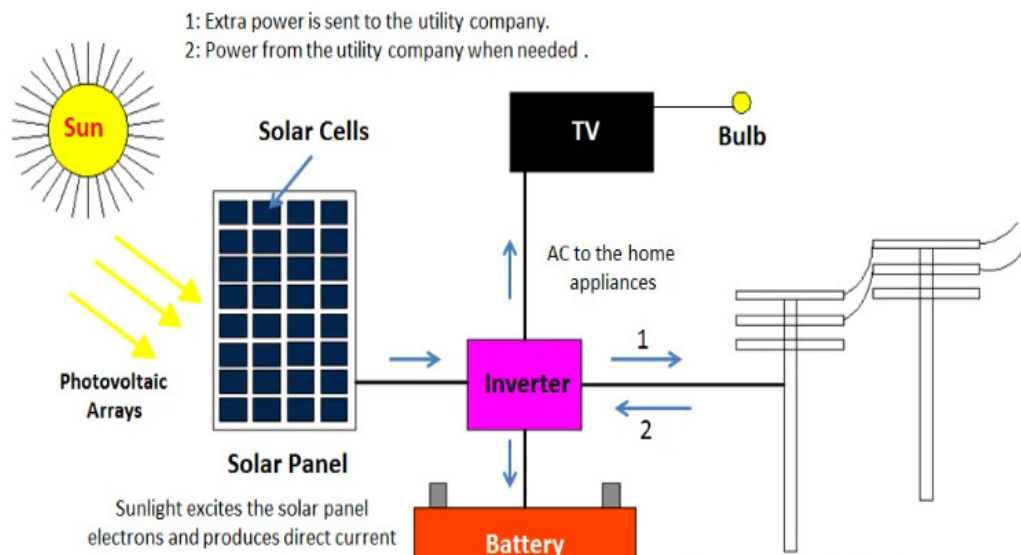 1: Extra power is sent to the utility company.
2: Power from the utility company when needed .
Sun
Solar Cells
TV
Bulb
AC to the home
appliances
1
Photovoltaic
Arrays
Inverter
2
Solar Panel
Sunlight excites the solar panel
electrons and produces direct current
Battery